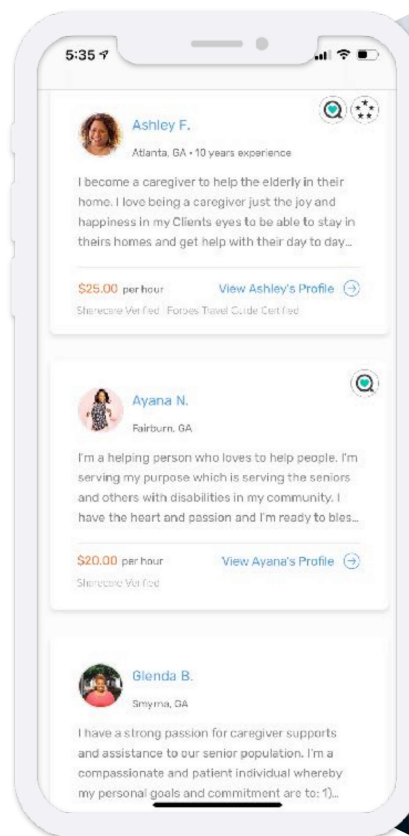 5:35
Ashley F.
Atlanta, GA • 10 years experience
I become a caregiver to help the elderly in their
home. I love being a caregiver just the joy and
happiness in my Clients eyes to be able to stay in
theirs homes and get help with their day to day...
$25.00 per hour View Ashley's Profile
Sharecare Verified | Forbes Travel Guide Certified
Ayana N.
Fairburn, GA
I'm a helping person who loves to help people. I'm
serving my purpose which is serving the seniors
and others with disabilities in my community. I
have the heart and passion and I'm ready to bles...
$20.00 per hour View Ayana's Profile
Sharecare Verified
Glenda B.
Smyrna, GA
I have a strong passion for caregiver supports
and assistance to our senior population. I'm a
compassionate and patient individual whereby
my personal goals and commitment are to: 1)...